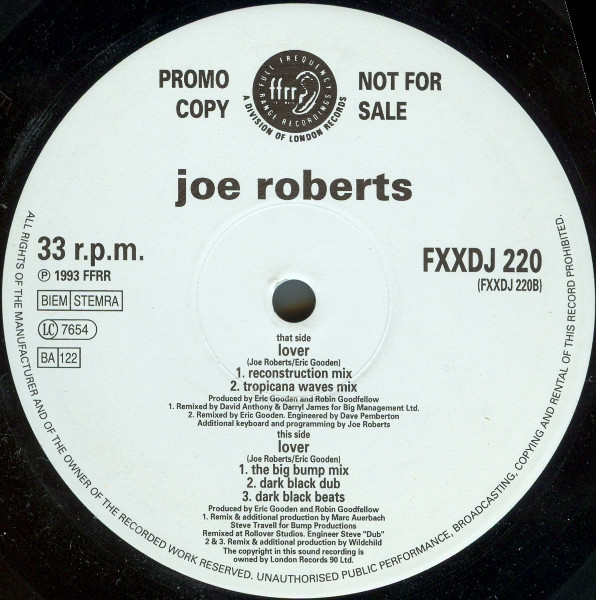 PROMO COPY
NOT FOR SALE
FULL FREQUENCY RANGE RECORDINGS
ffrr
A DIVISION OF LONDON RECORDS
joe roberts
33 r.p.m.
℗ 1993 FFRR
BIEM STEMRA
LC 7654
BA 122
FXXDJ 220
(FXXDJ 220B)
that side
lover
(Joe Roberts/Eric Gooden)
1. reconstruction mix
2. tropicana waves mix
Produced by Eric Gooden and Robin Goodfellow
1. Remixed by David Anthony & Darryl James for Big Management Ltd.
2. Remixed by Eric Gooden. Engineered by Dave Pemberton
Additional keyboard and programming by Joe Roberts
this side
lover
(Joe Roberts/Eric Gooden)
1. the big bump mix
2. dark black dub
3. dark black beats
Produced by Eric Gooden and Robin Goodfellow
1. Remix & additional production by Marc Auerbach
Steve Travell for Bump Productions
Remixed at Rollover Studios. Engineer Steve "Dub"
2 & 3. Remix & additional production by Wildchild
The copyright in this sound recording is
owned by London Records 90 Ltd.
ALL RIGHTS OF THE MANUFACTURER AND OF THE OWNER OF THE RECORDED WORK RESERVED. UNAUTHORISED PUBLIC PERFORMANCE, BROADCASTING, COPYING AND RENTAL OF THIS RECORD PROHIBITED.